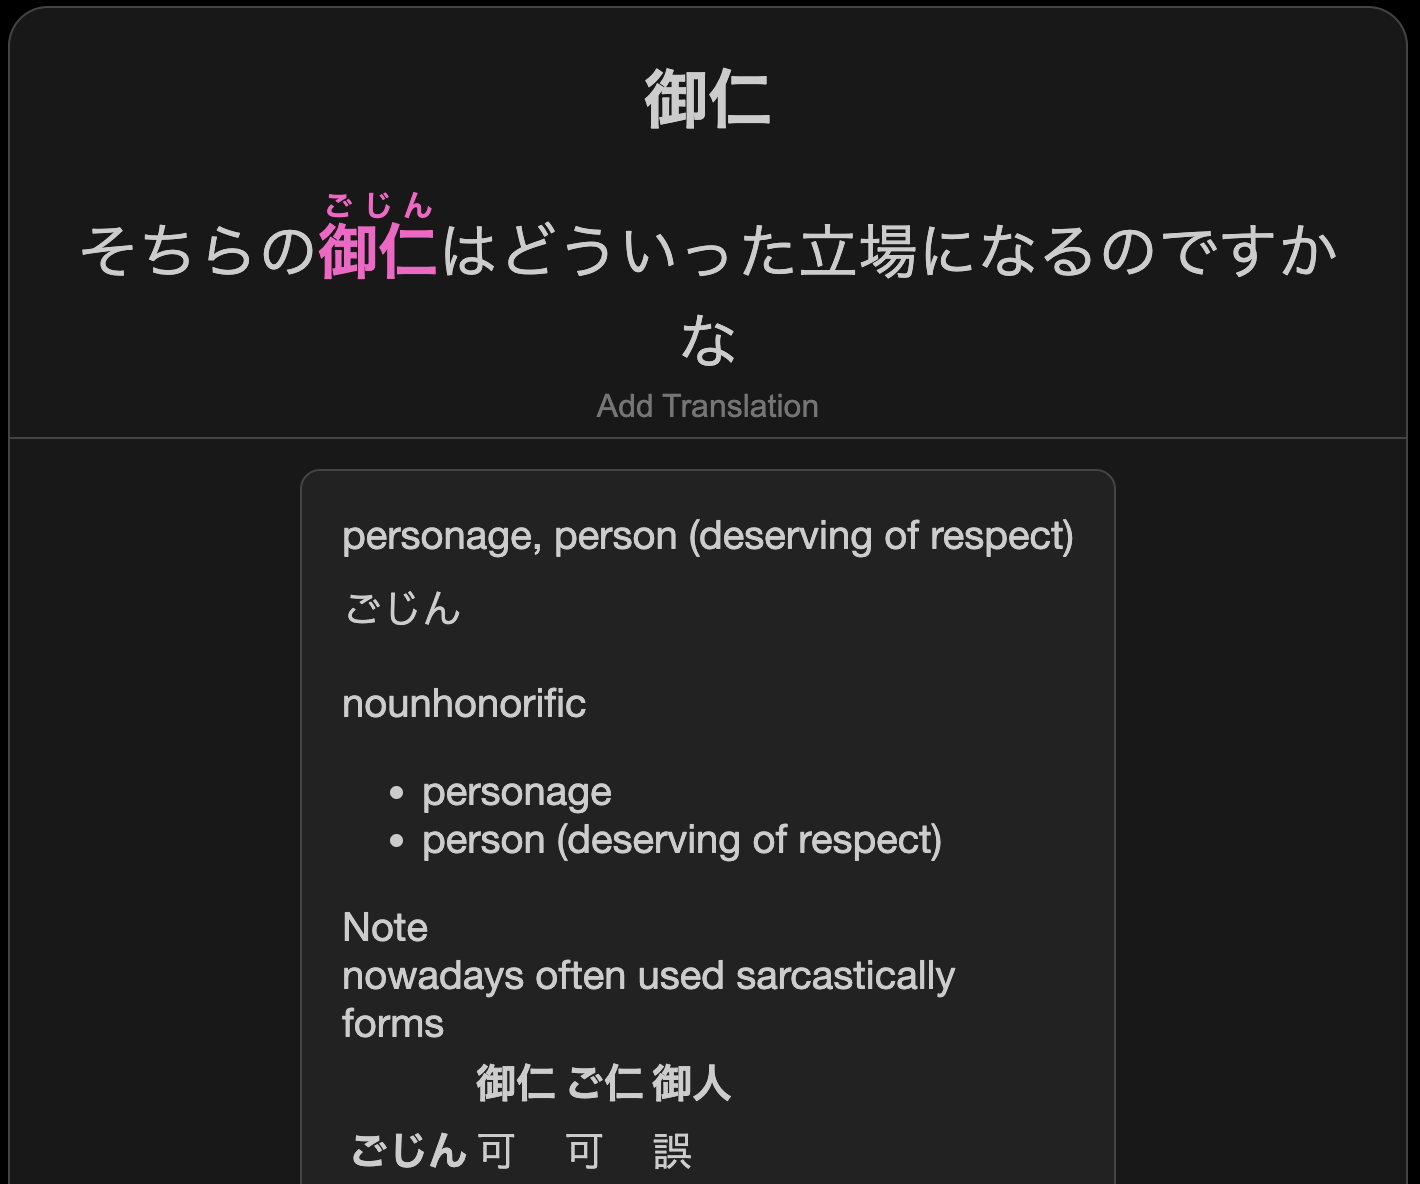 御仁
ごじん
そちらの御仁はどういった立場になるのですか
な
Add Translation
personage, person (deserving of respect)
ごじん
nounhonorific
• personage
• person (deserving of respect)
Note
nowadays often used sarcastically
forms
御仁 ご仁 御人
ごじん 可 可 誤